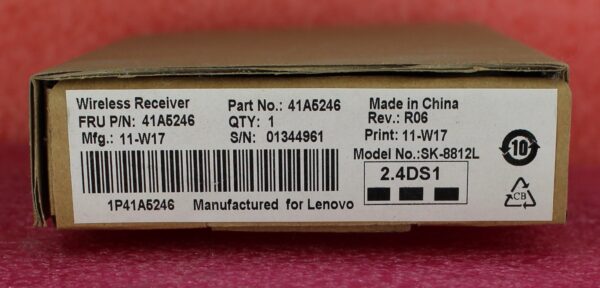 Wireless Receiver
Part No.: 41A5246
Made in China
FRU P/N: 41A5246
QTY: 1
Rev.: R06
Mfg.: 11-W17
S/N: 01344961
Print: 11-W17
Model No.:SK-8812L
2.4DS1
10
CB
1P41A5246
Manufactured for Lenovo